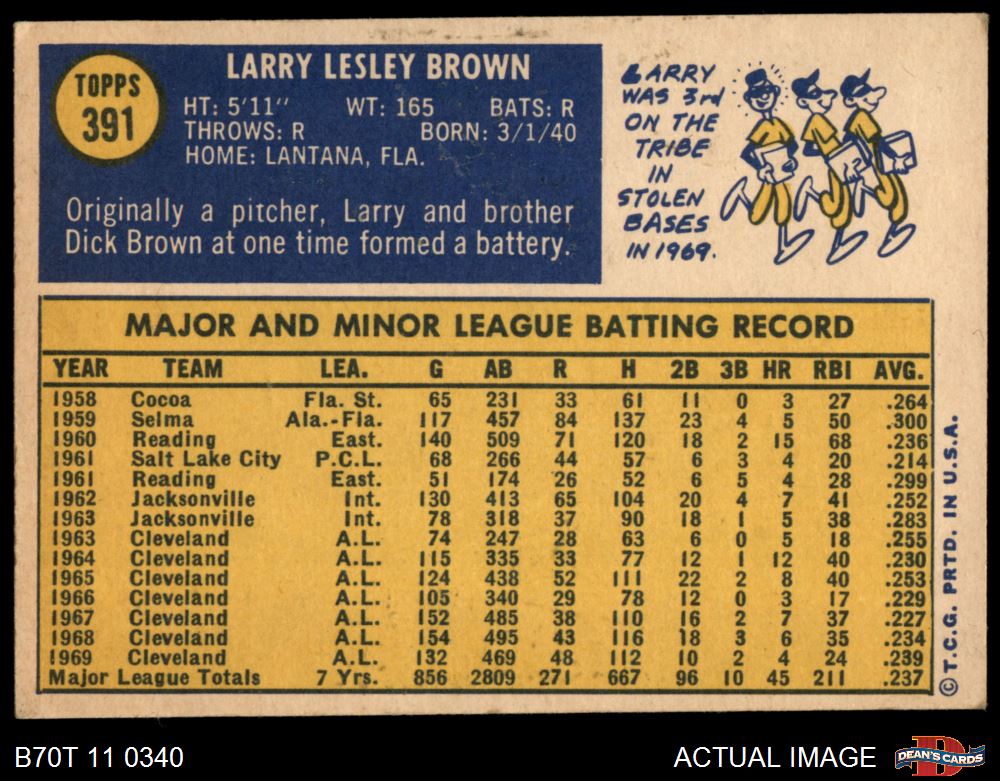 TOPPS
391
LARRY LESLEY BROWN
HT: 5'11" WT: 165 BATS: R
THROWS: R BORN: 3/1/40
HOME: LANTANA, FLA.
Originally a pitcher, Larry and brother
Dick Brown at one time formed a battery.
LARRY
WAS 3rd
ON THE
TRIBE
IN
STOLEN
BASES
IN 1969.
MAJOR AND MINOR LEAGUE BATTING RECORD
YEAR TEAM LEA. G AB R H 2B 3B HR RBI AVG.
1958 Cocoa Fla. St. 65 231 33 61 11 0 3 27 .264
1959 Selma Ala.-Fla. 117 457 84 137 23 4 5 50 .300
1960 Reading East. 140 509 71 120 18 2 15 68 .236
1961 Salt Lake City P.C.L. 68 266 44 57 6 3 4 20 .214
1961 Reading East. 51 174 26 52 6 5 4 28 .299
1962 Jacksonville Int. 130 413 65 104 20 4 7 41 .252
1963 Jacksonville Int. 78 318 37 90 18 1 5 38 .283
1963 Cleveland A.L. 74 247 28 63 6 0 5 18 .255
1964 Cleveland A.L. 115 335 33 77 12 1 12 40 .230
1965 Cleveland A.L. 124 438 52 111 22 2 8 40 .253
1966 Cleveland A.L. 105 340 29 78 12 0 3 17 .229
1967 Cleveland A.L. 152 485 38 110 16 2 7 37 .227
1968 Cleveland A.L. 154 495 43 116 18 3 6 35 .234
1969 Cleveland A.L. 132 469 48 112 10 2 4 24 .239
Major League Totals 7 Yrs. 856 2809 271 667 96 10 45 211 .237
© T.C.G. PRTD. IN U.S.A.
B70T 11 0340
ACTUAL IMAGE
DEAN'S CARDS